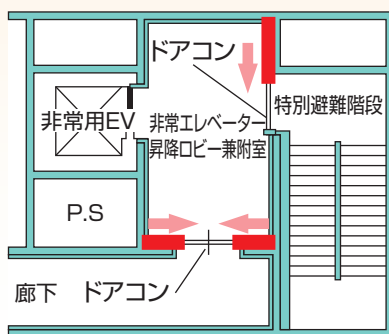 ドアコン
非常用EV
非常エレベーター
昇降ロビー兼附室
特別避難階段
P.S
廊下
ドアコン